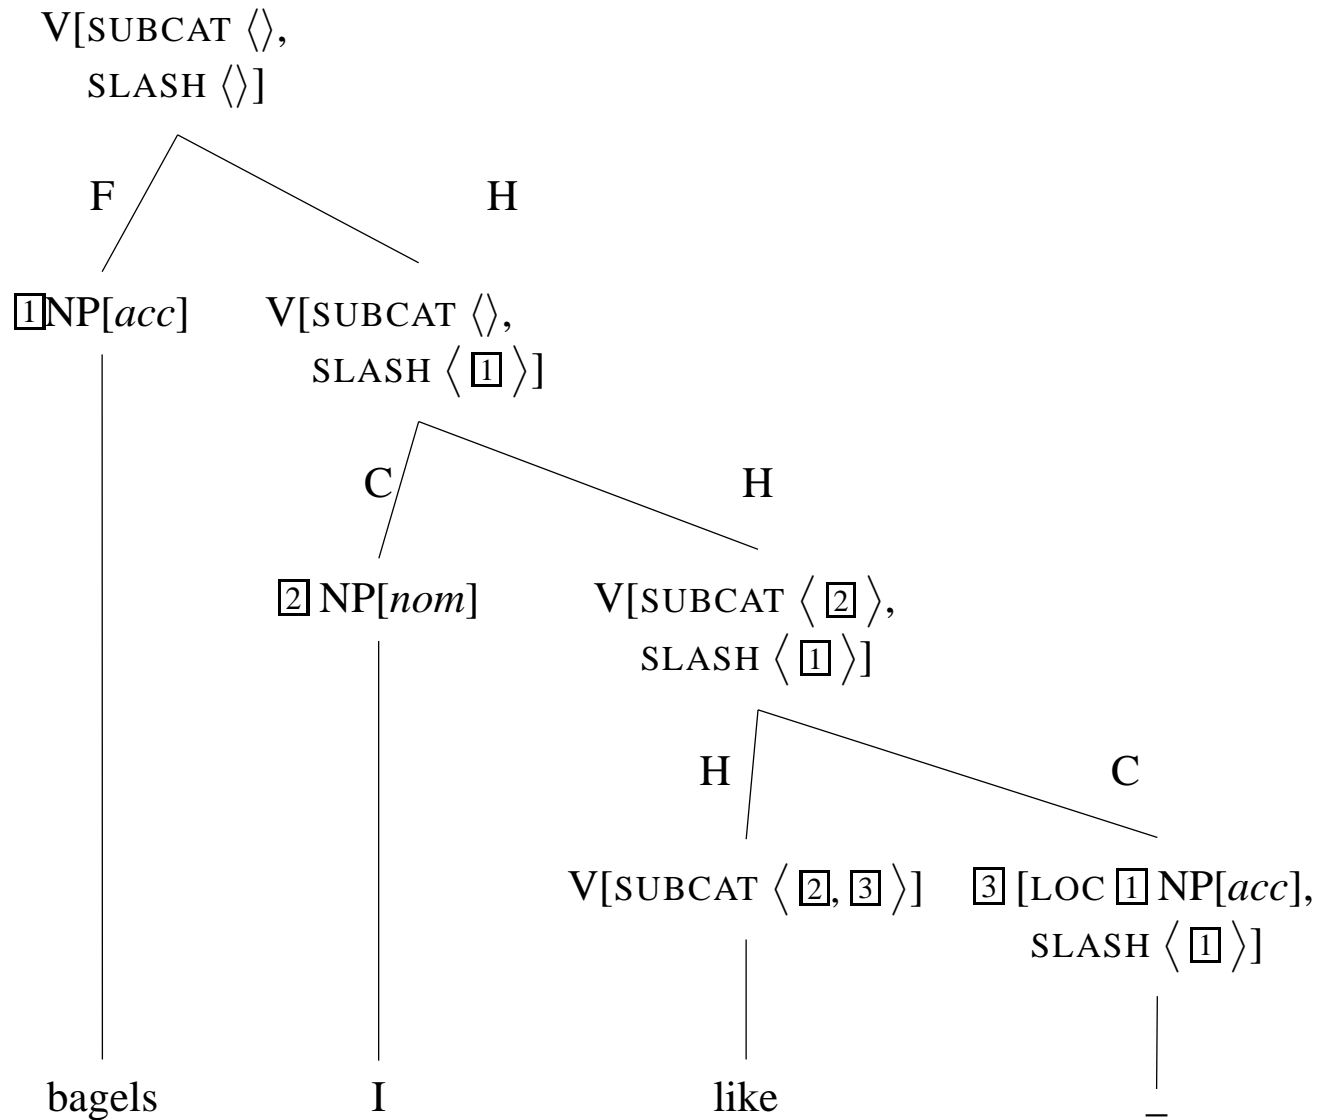 V[SUBCAT ⟨⟩,
SLASH ⟨⟩]
F H
1 NP[acc] V[SUBCAT ⟨⟩,
SLASH ⟨ 1 ⟩]
C H
2 NP[nom] V[SUBCAT ⟨ 2 ⟩,
SLASH ⟨ 1 ⟩]
H C
V[SUBCAT ⟨ 2, 3 ⟩] 3 [LOC 1 NP[acc],
SLASH ⟨ 1 ⟩]
bagels I like _